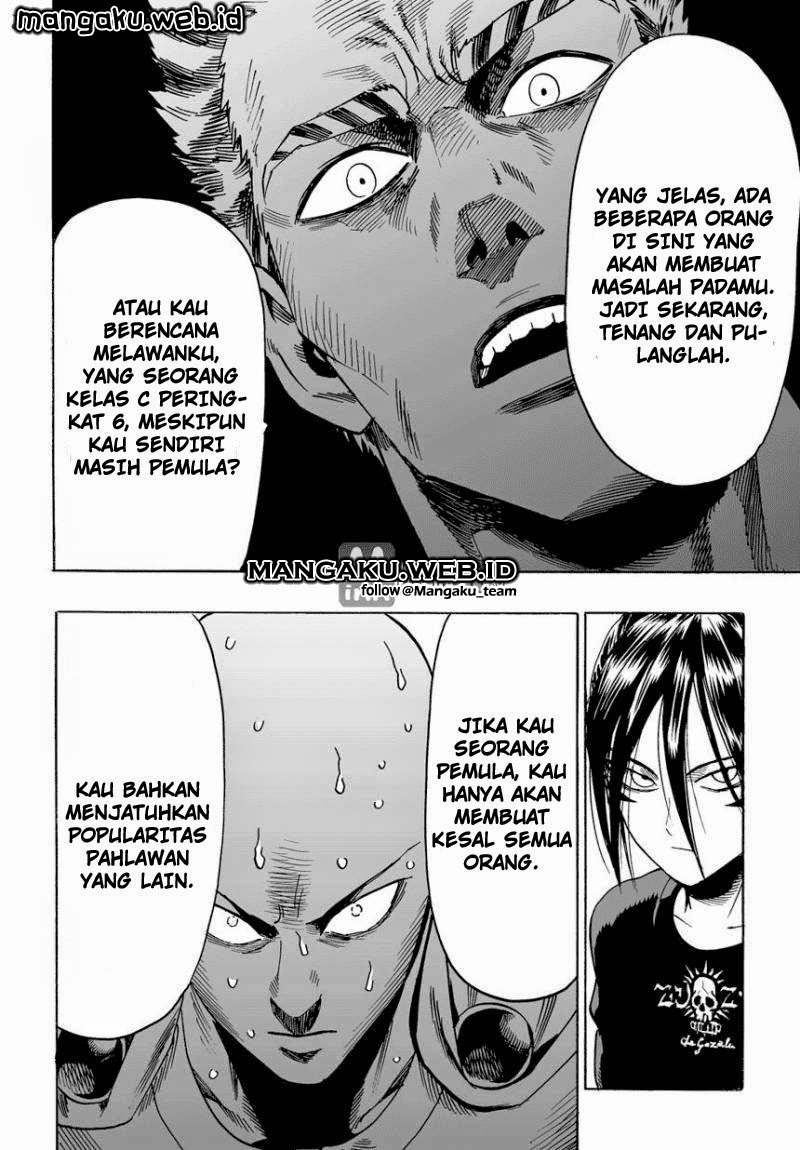 mangaku.web.id
YANG JELAS, ADA
BEBERAPA ORANG
DI SINI YANG
AKAN MEMBUAT
MASALAH PADAMU.
JADI SEKARANG,
TENANG DAN PU-
LANGLAH.
ATAU KAU
BERENCANA
MELAWANKU,
YANG SEORANG
KELAS C PERING-
KAT 6, MESKIPUN
KAU SENDIRI
MASIH PEMULA?
MANGAKU.WEB.ID
follow @Mangaku_team
JIKA KAU
SEORANG
PEMULA, KAU
HANYA AKAN
MEMBUAT
KESAL SEMUA
ORANG.
KAU BAHKAN
MENJATUHKAN
POPULARITAS
PAHLAWAN
YANG LAIN.